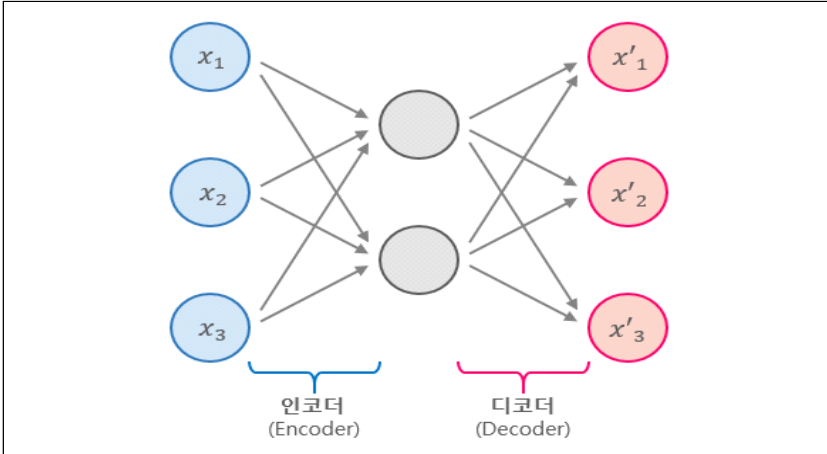 x₁
x'₁
x₂
x'₂
x₃
x'₃
인코더
(Encoder)
디코더
(Decoder)